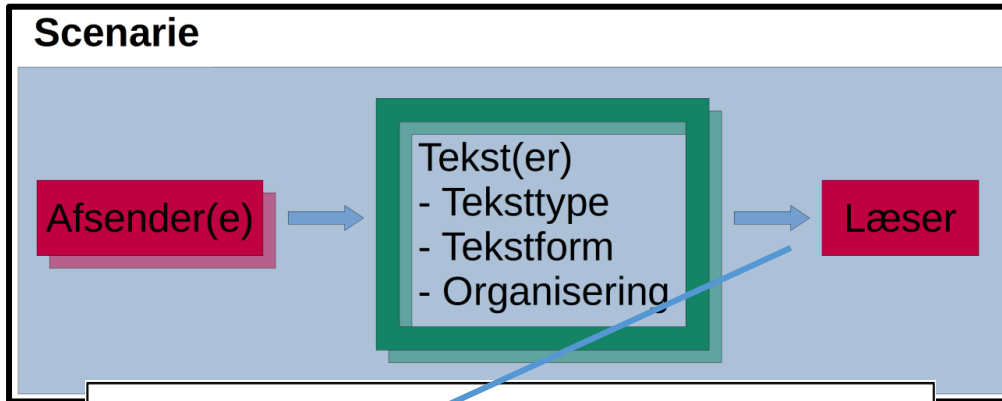 Scenarie
Afsender(e)
Tekst(er)
- Teksttype
- Tekstform
- Organisering
Læser